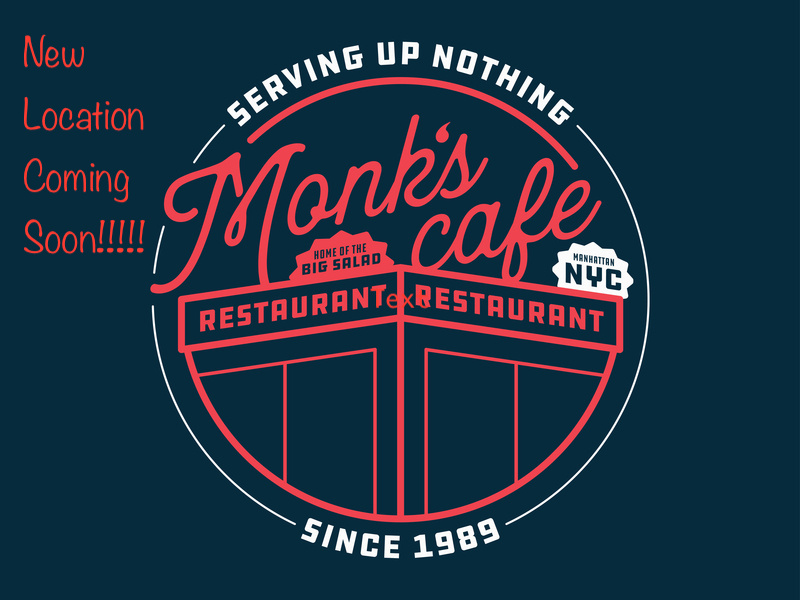 New
Location
Coming
Soon!!!!!
SERVING UP NOTHING
Monk's
cafe
HOME OF THE
BIG SALAD
MANHATTAN
NYC
RESTAURANT RESTAURANT
Text
SINCE 1989